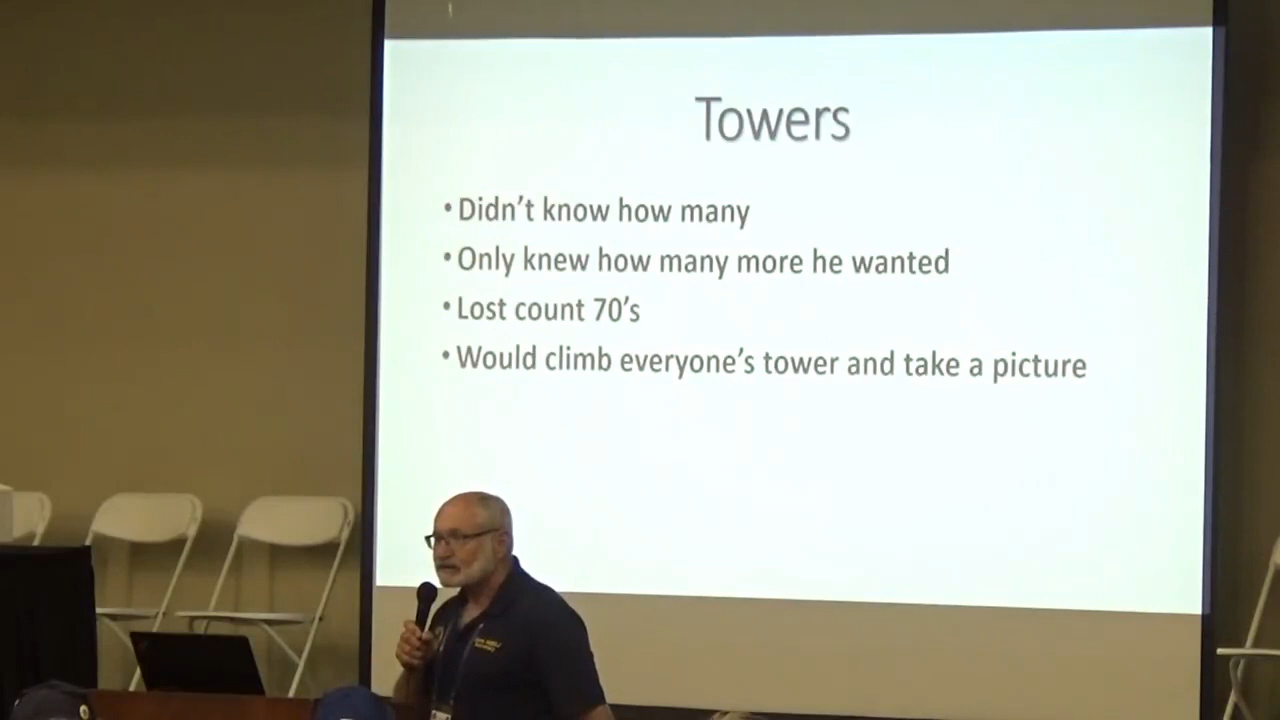 Towers
• Didn't know how many
• Only knew how many more he wanted
• Lost count 70's
• Would climb everyone's tower and take a picture